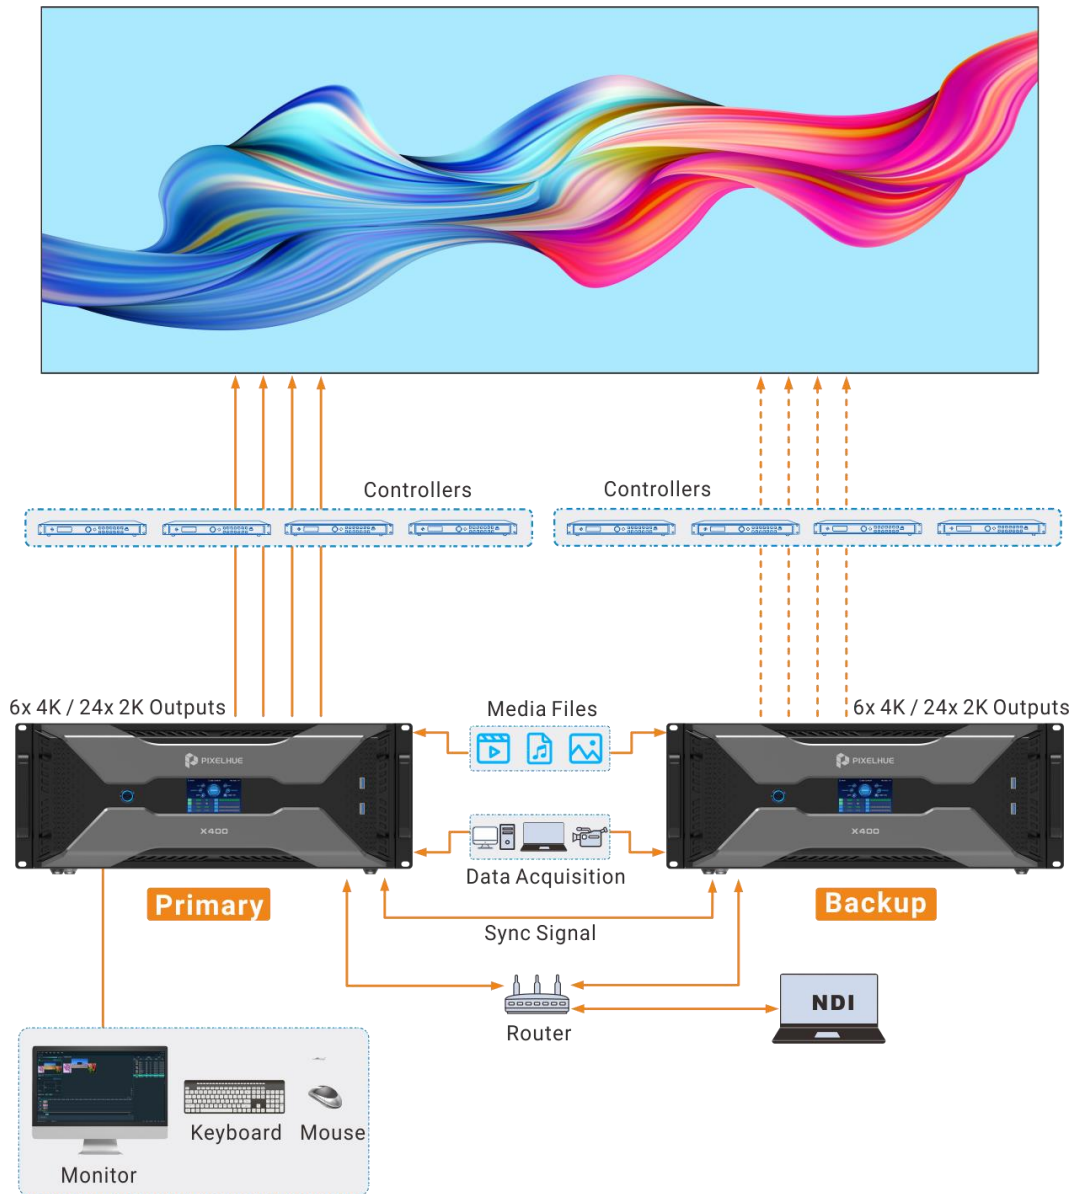 Controllers
Controllers
6x 4K / 24x 2K Outputs
Media Files
6x 4K / 24x 2K Outputs
PIXELHUE
PIXELHUE
X400
X400
Data Acquisition
Primary
Backup
Sync Signal
NDI
Router
Keyboard
Mouse
Monitor